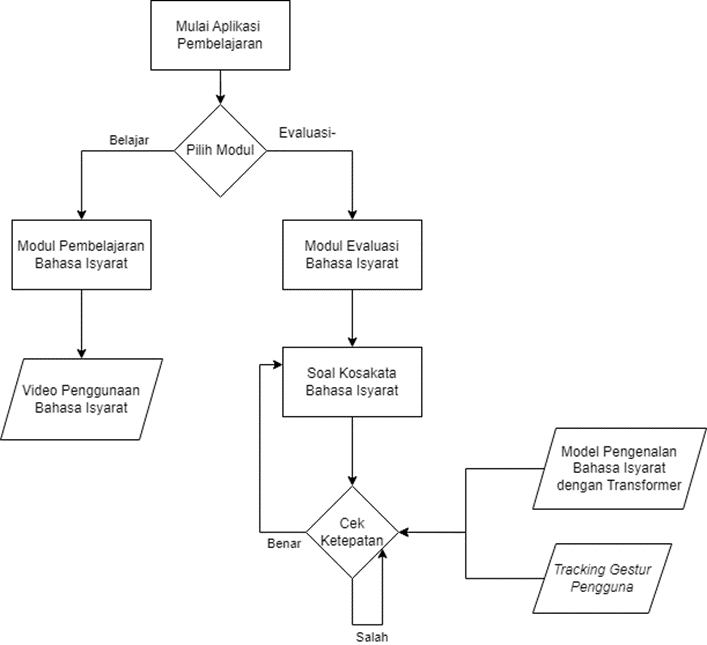 Mulai Aplikasi
Pembelajaran
Pilih Modul
Belajar
Evaluasi-
Modul Pembelajaran
Bahasa Isyarat
Modul Evaluasi
Bahasa Isyarat
Video Penggunaan
Bahasa Isyarat
Soal Kosakata
Bahasa Isyarat
Cek
Ketepatan
Benar
Salah
Model Pengenalan
Bahasa Isyarat
dengan Transformer
Tracking Gestur
Pengguna